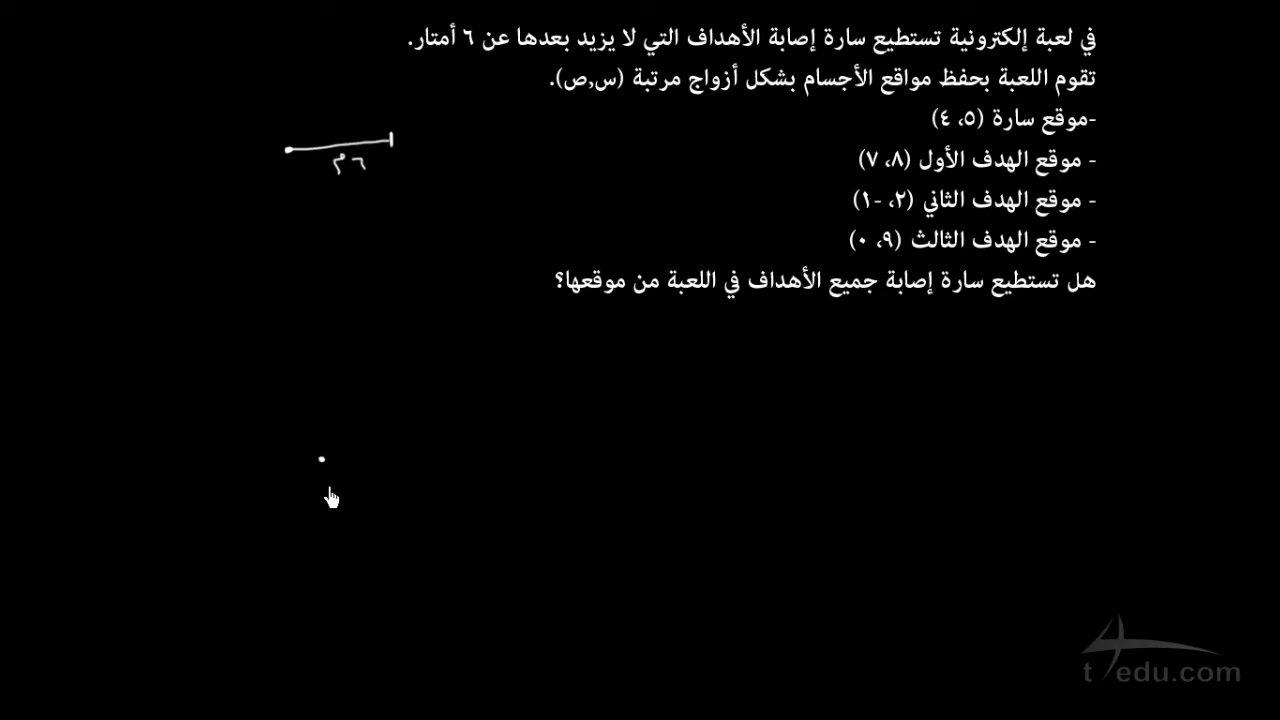 في لعبة إلكترونية تستطيع سارة إصابة الأهداف التي لا يزيد بعدها عن ٦ أمتار.
تقوم اللعبة بحفظ مواقع الأجسام بشكل أزواج مرتبة (س,ص).
-موقع سارة (٥، ٤)
- موقع الهدف الأول (٨، ٧)
- موقع الهدف الثاني (٢، -١)
- موقع الهدف الثالث (٩، ٠)
هل تستطيع سارة إصابة جميع الأهداف في اللعبة من موقعها؟
٦ م
t4edu.com